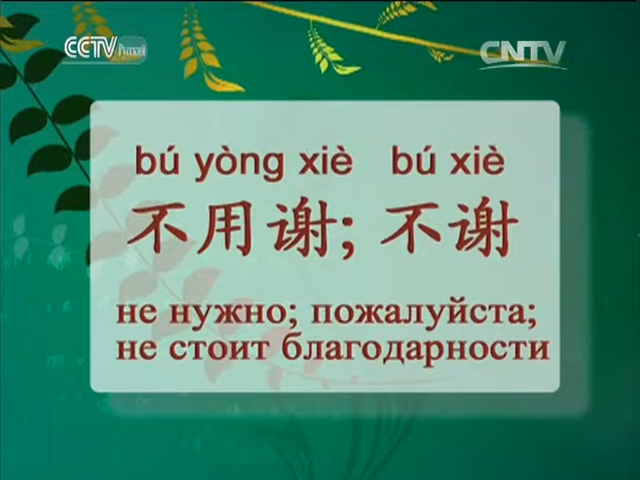 CCTV CNTV
bú yòng xiè bú xiè
不用谢; 不谢
не нужно; пожалуйста;
не стоит благодарности